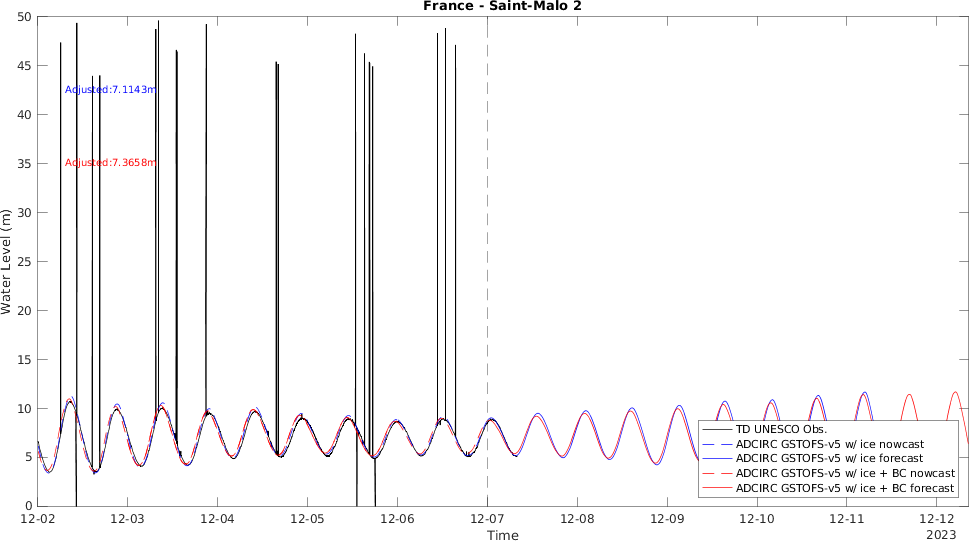 France - Saint-Malo 2
50
45
40
35
30
25
20
15
10
5
0
Water Level (m)
Adjusted:7.1143m
Adjusted:7.3658m
TD UNESCO Obs.
ADCIRC GSTOFS-v5 w/ ice nowcast
ADCIRC GSTOFS-v5 w/ ice forecast
ADCIRC GSTOFS-v5 w/ ice + BC nowcast
ADCIRC GSTOFS-v5 w/ ice + BC forecast
12-02 12-03 12-04 12-05 12-06 12-07 12-08 12-09 12-10 12-11 12-12
Time
2023